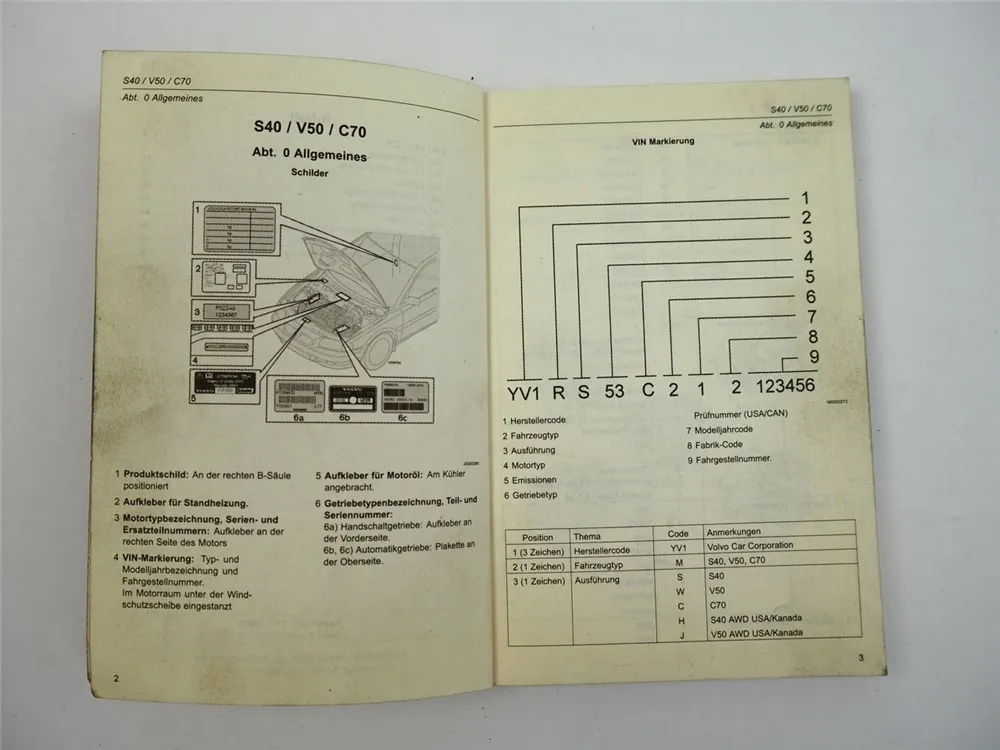 S40 / V50 / C70
Abt. 0 Allgemeines
S40 / V50 / C70
Abt. 0 Allgemeines
Schilder
1
2
3
4
5
6a
6b
6c
1 Produktschild: An der rechten B-Säule
positioniert
2 Aufkleber für Standheizung.
3 Motortypbezeichnung, Serien- und
Ersatzteilnummern: Aufkleber an der
rechten Seite des Motors
4 VIN-Markierung: Typ- und
Modelljahrbezeichnung und
Fahrgestellnummer.
Im Motorraum unter der Wind-
schutzscheibe eingestanzt
5 Aufkleber für Motoröl: Am Kühler
angebracht.
6 Getriebetypenbezeichnung, Teil- und
Seriennummer:
6a) Handschaltgetriebe: Aufkleber an
der Vorderseite.
6b, 6c) Automatikgetriebe: Plakette an
der Oberseite.
2
S40 / V50 / C70
Abt. 0 Allgemeines
VIN Markierung
1
2
3
4
5
6
7
8
9
YV1 R S 53 C 2 1 2 123456
1 Herstellercode
2 Fahrzeugtyp
3 Ausführung
4 Motortyp
5 Emissionen
6 Getriebetyp
Prüfnummer (USA/CAN)
7 Modelljahrcode
8 Fabrik-Code
9 Fahrgestellnummer.
Position Thema Code Anmerkungen
1 (3 Zeichen) Herstellercode YV1 Volvo Car Corporation
2 (1 Zeichen) Fahrzeugtyp M S40, V50, C70
3 (1 Zeichen) Ausführung S S40
W V50
C C70
H S40 AWD USA/Kanada
J V50 AWD USA/Kanada
3